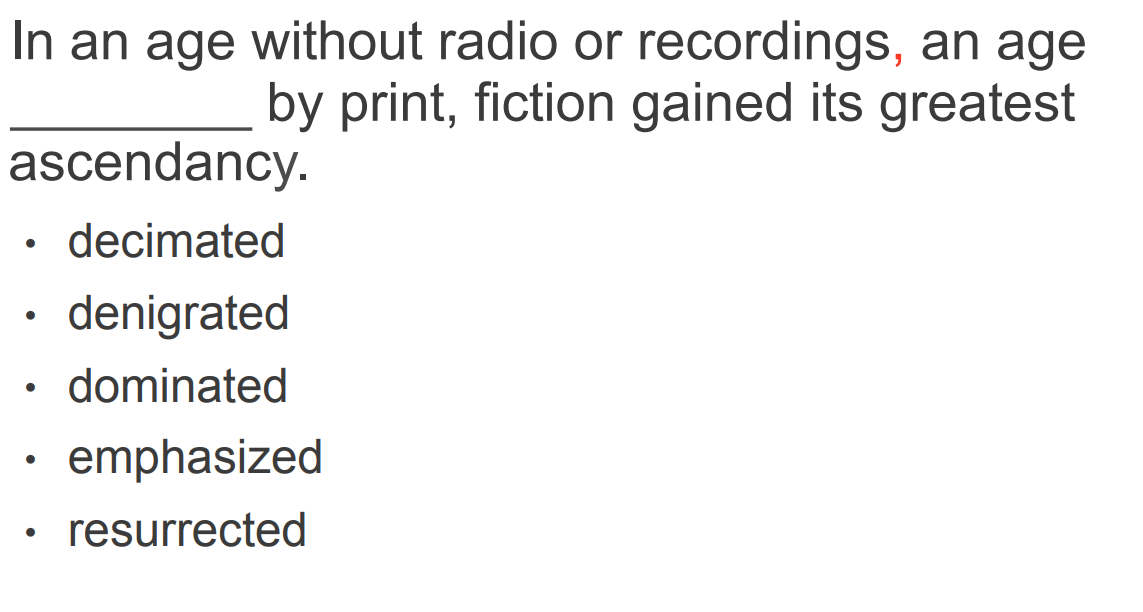 In an age without radio or recordings, an age
__________ by print, fiction gained its greatest
ascendancy.
• decimated
• denigrated
• dominated
• emphasized
• resurrected